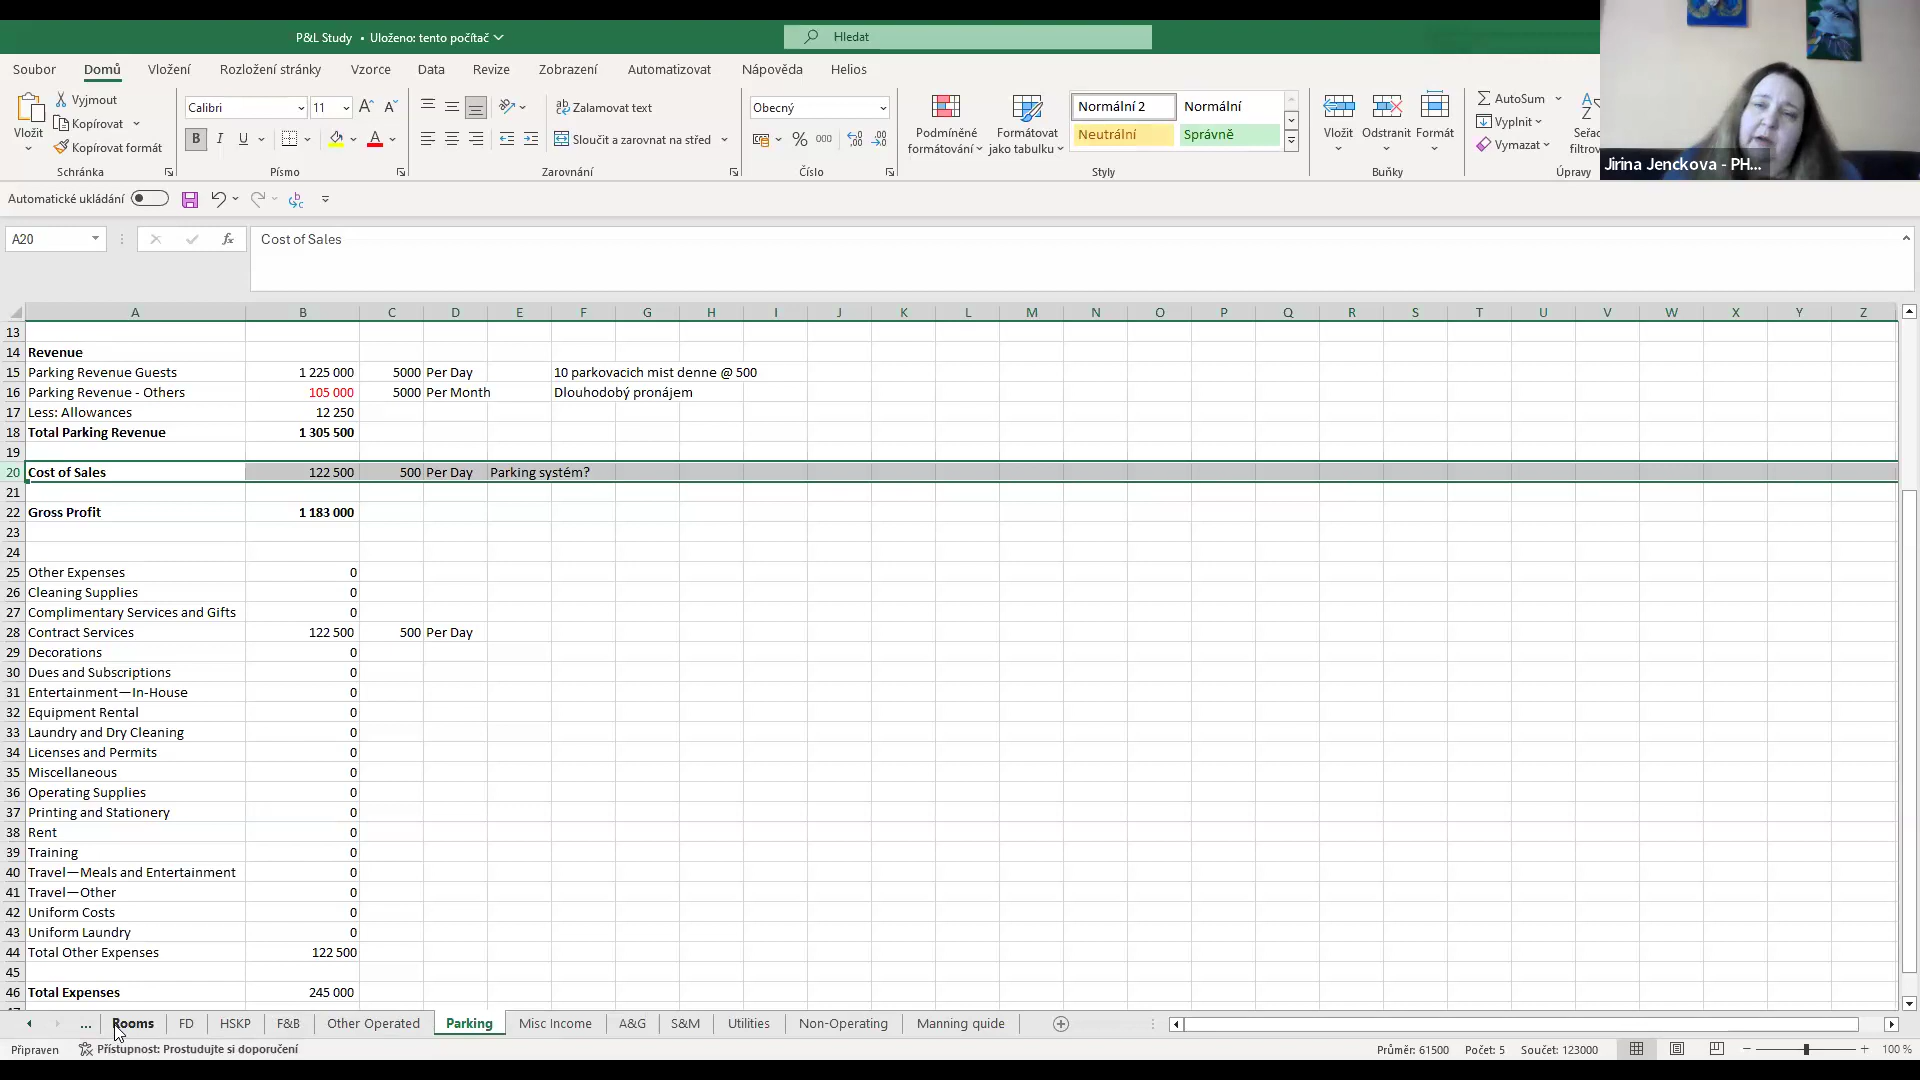 P&L Study • Uloženo: tento počítač
Hledat
Soubor Domů Vložení Rozložení stránky Vzorce Data Revize Zobrazení Automatizovat Nápověda Helios
Vložit
Vyjmout
Kopírovat
Kopírovat formát
Schránka
Calibri 11
B I U
Písmo
Zalamovat text
Sloučit a zarovnat na střed
Zarovnání
Obecný
% 000
Číslo
Podmíněné formátování
Formátovat jako tabulku
Normální 2 Normální
Neutrální Správně
Styly
Vložit Odstranit Formát
Buňky
AutoSum
Vyplnit
Vymazat
Seřa
filtrov
Úpravy
Jirina Jenckova - PH...
Automatické ukládání
A20 fx Cost of Sales
A B C D E F G H I J K L M N O P Q R S T U V W X Y Z
13
14 Revenue
15 Parking Revenue Guests 1 225 000 5000 Per Day 10 parkovacich mist denne @ 500
16 Parking Revenue - Others 105 000 5000 Per Month Dlouhodobý pronájem
17 Less: Allowances 12 250
18 Total Parking Revenue 1 305 500
19
20 Cost of Sales 122 500 500 Per Day Parking systém?
21
22 Gross Profit 1 183 000
23
24
25 Other Expenses 0
26 Cleaning Supplies 0
27 Complimentary Services and Gifts 0
28 Contract Services 122 500 500 Per Day
29 Decorations 0
30 Dues and Subscriptions 0
31 Entertainment—In-House 0
32 Equipment Rental 0
33 Laundry and Dry Cleaning 0
34 Licenses and Permits 0
35 Miscellaneous 0
36 Operating Supplies 0
37 Printing and Stationery 0
38 Rent 0
39 Training 0
40 Travel—Meals and Entertainment 0
41 Travel—Other 0
42 Uniform Costs 0
43 Uniform Laundry 0
44 Total Other Expenses 122 500
45
46 Total Expenses 245 000
... Rooms FD HSKP F&B Other Operated Parking Misc Income A&G S&M Utilities Non-Operating Manning guide
Připraven Přístupnost: Prostudujte si doporučení Průměr: 61500 Počet: 5 Součet: 123000 100 %